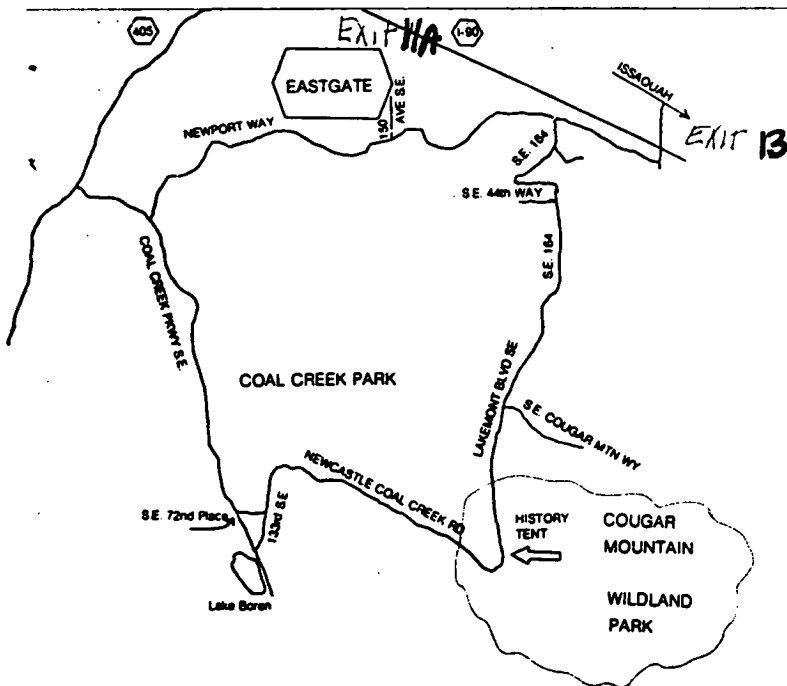 405
EXIT 11A
I-90
EASTGATE
150
AVE S.E.
ISSAQUAH
EXIT 13
NEWPORT WAY
S.E. 164
S.E. 44th WAY
S.E. 164
COAL CREEK PKWY S.E.
COAL CREEK PARK
LAKEMONT BLVD SE
S.E. COUGAR MTN WY
NEWCASTLE COAL CREEK RD
S.E. 72nd Place
133rd S.E
HISTORY
TENT
COUGAR
MOUNTAIN
WILDLAND
PARK
Lake Boren